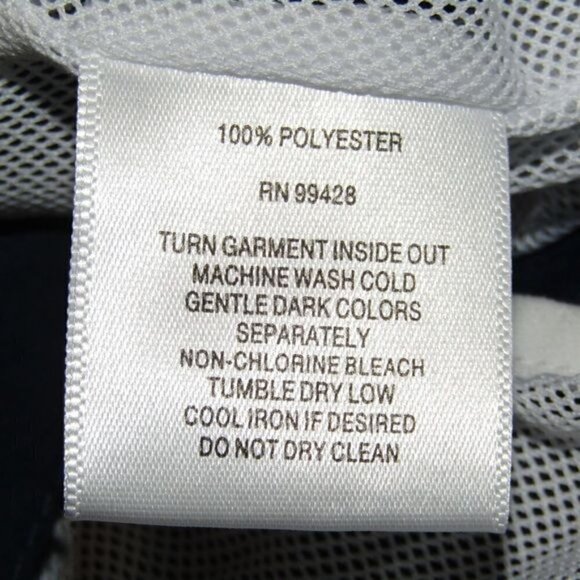 100% POLYESTER
RN 99428
TURN GARMENT INSIDE OUT
MACHINE WASH COLD
GENTLE DARK COLORS
SEPARATELY
NON-CHLORINE BLEACH
TUMBLE DRY LOW
COOL IRON IF DESIRED
DO NOT DRY CLEAN